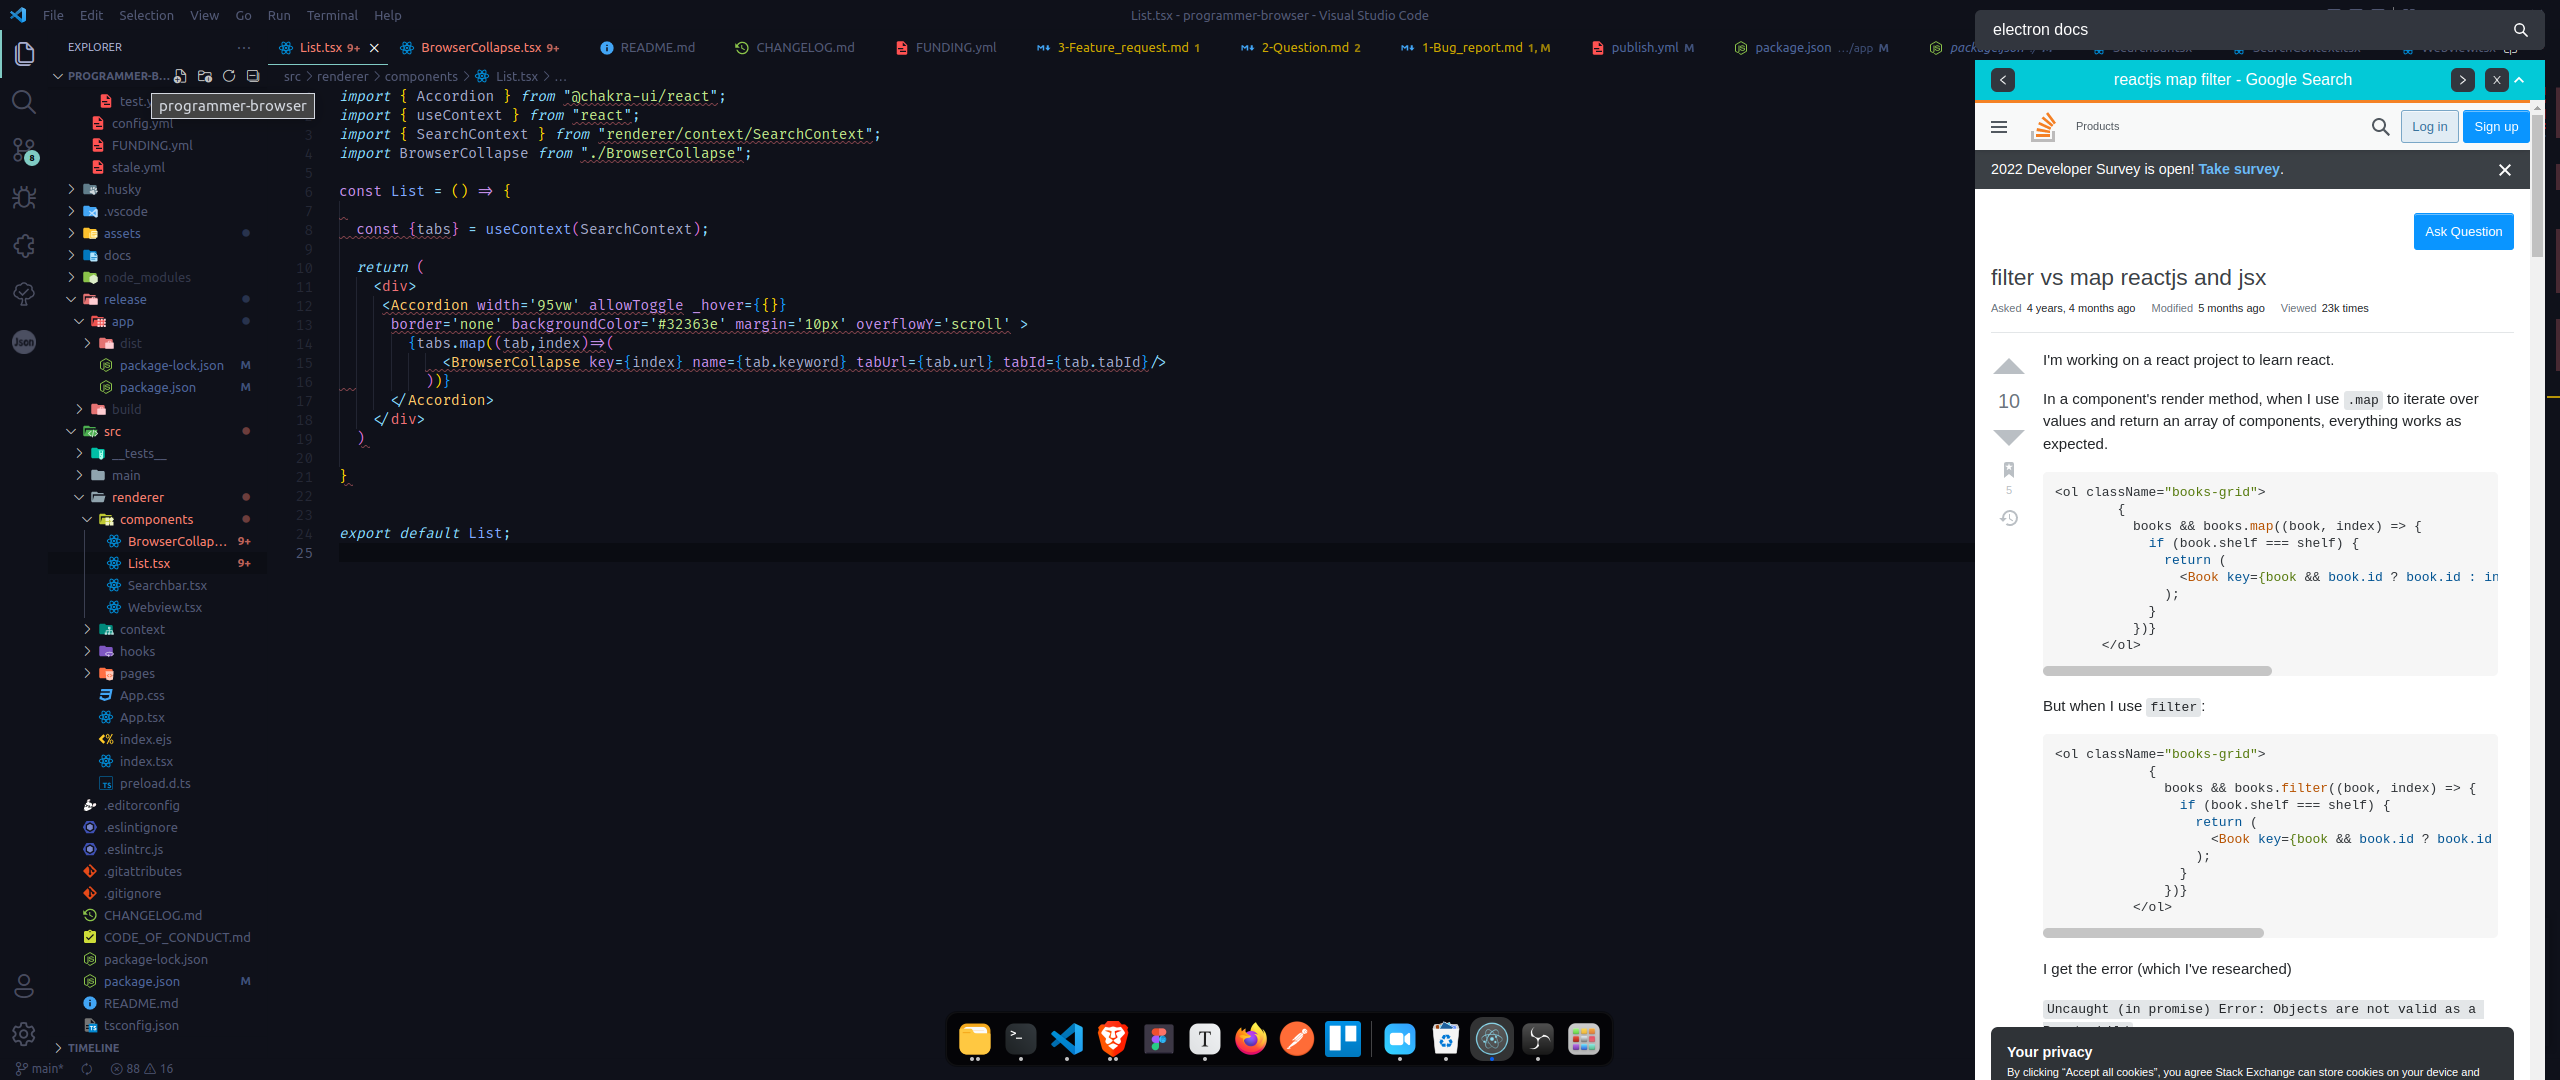 File Edit Selection View Go Run Terminal Help
List.tsx - programmer-browser - Visual Studio Code
EXPLORER
List.tsx 9+
BrowserCollapse.tsx 9+
README.md
CHANGELOG.md
FUNDING.yml
3-Feature_request.md 1
2-Question.md 2
1-Bug_report.md 1, M
publish.yml M
package.json .../app M
PROGRAMMER-B...
src > renderer > components > List.tsx > ...
programmer-browser
config.yml
FUNDING.yml
stale.yml
.husky
.vscode
assets
docs
node_modules
release
app
dist
package-lock.json M
package.json M
build
src
__tests__
main
renderer
components
BrowserCollap... 9+
List.tsx 9+
Searchbar.tsx
Webview.tsx
context
hooks
pages
App.css
App.tsx
index.ejs
index.tsx
preload.d.ts
.editorconfig
.eslintignore
.eslintrc.js
.gitattributes
.gitignore
CHANGELOG.md
CODE_OF_CONDUCT.md
package-lock.json
package.json M
README.md
tsconfig.json
TIMELINE
main* 88 16
import { Accordion } from "@chakra-ui/react";
import { useContext } from "react";
3 import { SearchContext } from "renderer/context/SearchContext";
4 import BrowserCollapse from "./BrowserCollapse";
5
6 const List = () => {
7
8 const {tabs} = useContext(SearchContext);
9
10 return (
11 <div>
12 <Accordion width='95vw' allowToggle _hover={{}}
13 border='none' backgroundColor='#32363e' margin='10px' overflowY='scroll' >
14 {tabs.map((tab,index)=>(
15 <BrowserCollapse key={index} name={tab.keyword} tabUrl={tab.url} tabId={tab.tabId}/>
16 ))}
17 </Accordion>
18 </div>
19 )
20
21 }
22
23
24 export default List;
25
electron docs
reactjs map filter - Google Search
X
Products
Log in
Sign up
2022 Developer Survey is open! Take survey.
Ask Question
filter vs map reactjs and jsx
Asked 4 years, 4 months ago Modified 5 months ago Viewed 23k times
10
5
I'm working on a react project to learn react.
In a component's render method, when I use .map to iterate over
values and return an array of components, everything works as
expected.
<ol className="books-grid">
{
books && books.map((book, index) => {
if (book.shelf === shelf) {
return (
<Book key={book && book.id ? book.id : in
);
}
})}
</ol>
But when I use filter:
<ol className="books-grid">
{
books && books.filter((book, index) => {
if (book.shelf === shelf) {
return (
<Book key={book && book.id ? book.id
);
}
})}
</ol>
I get the error (which I've researched)
Uncaught (in promise) Error: Objects are not valid as a
Your privacy
By clicking “Accept all cookies”, you agree Stack Exchange can store cookies on your device and